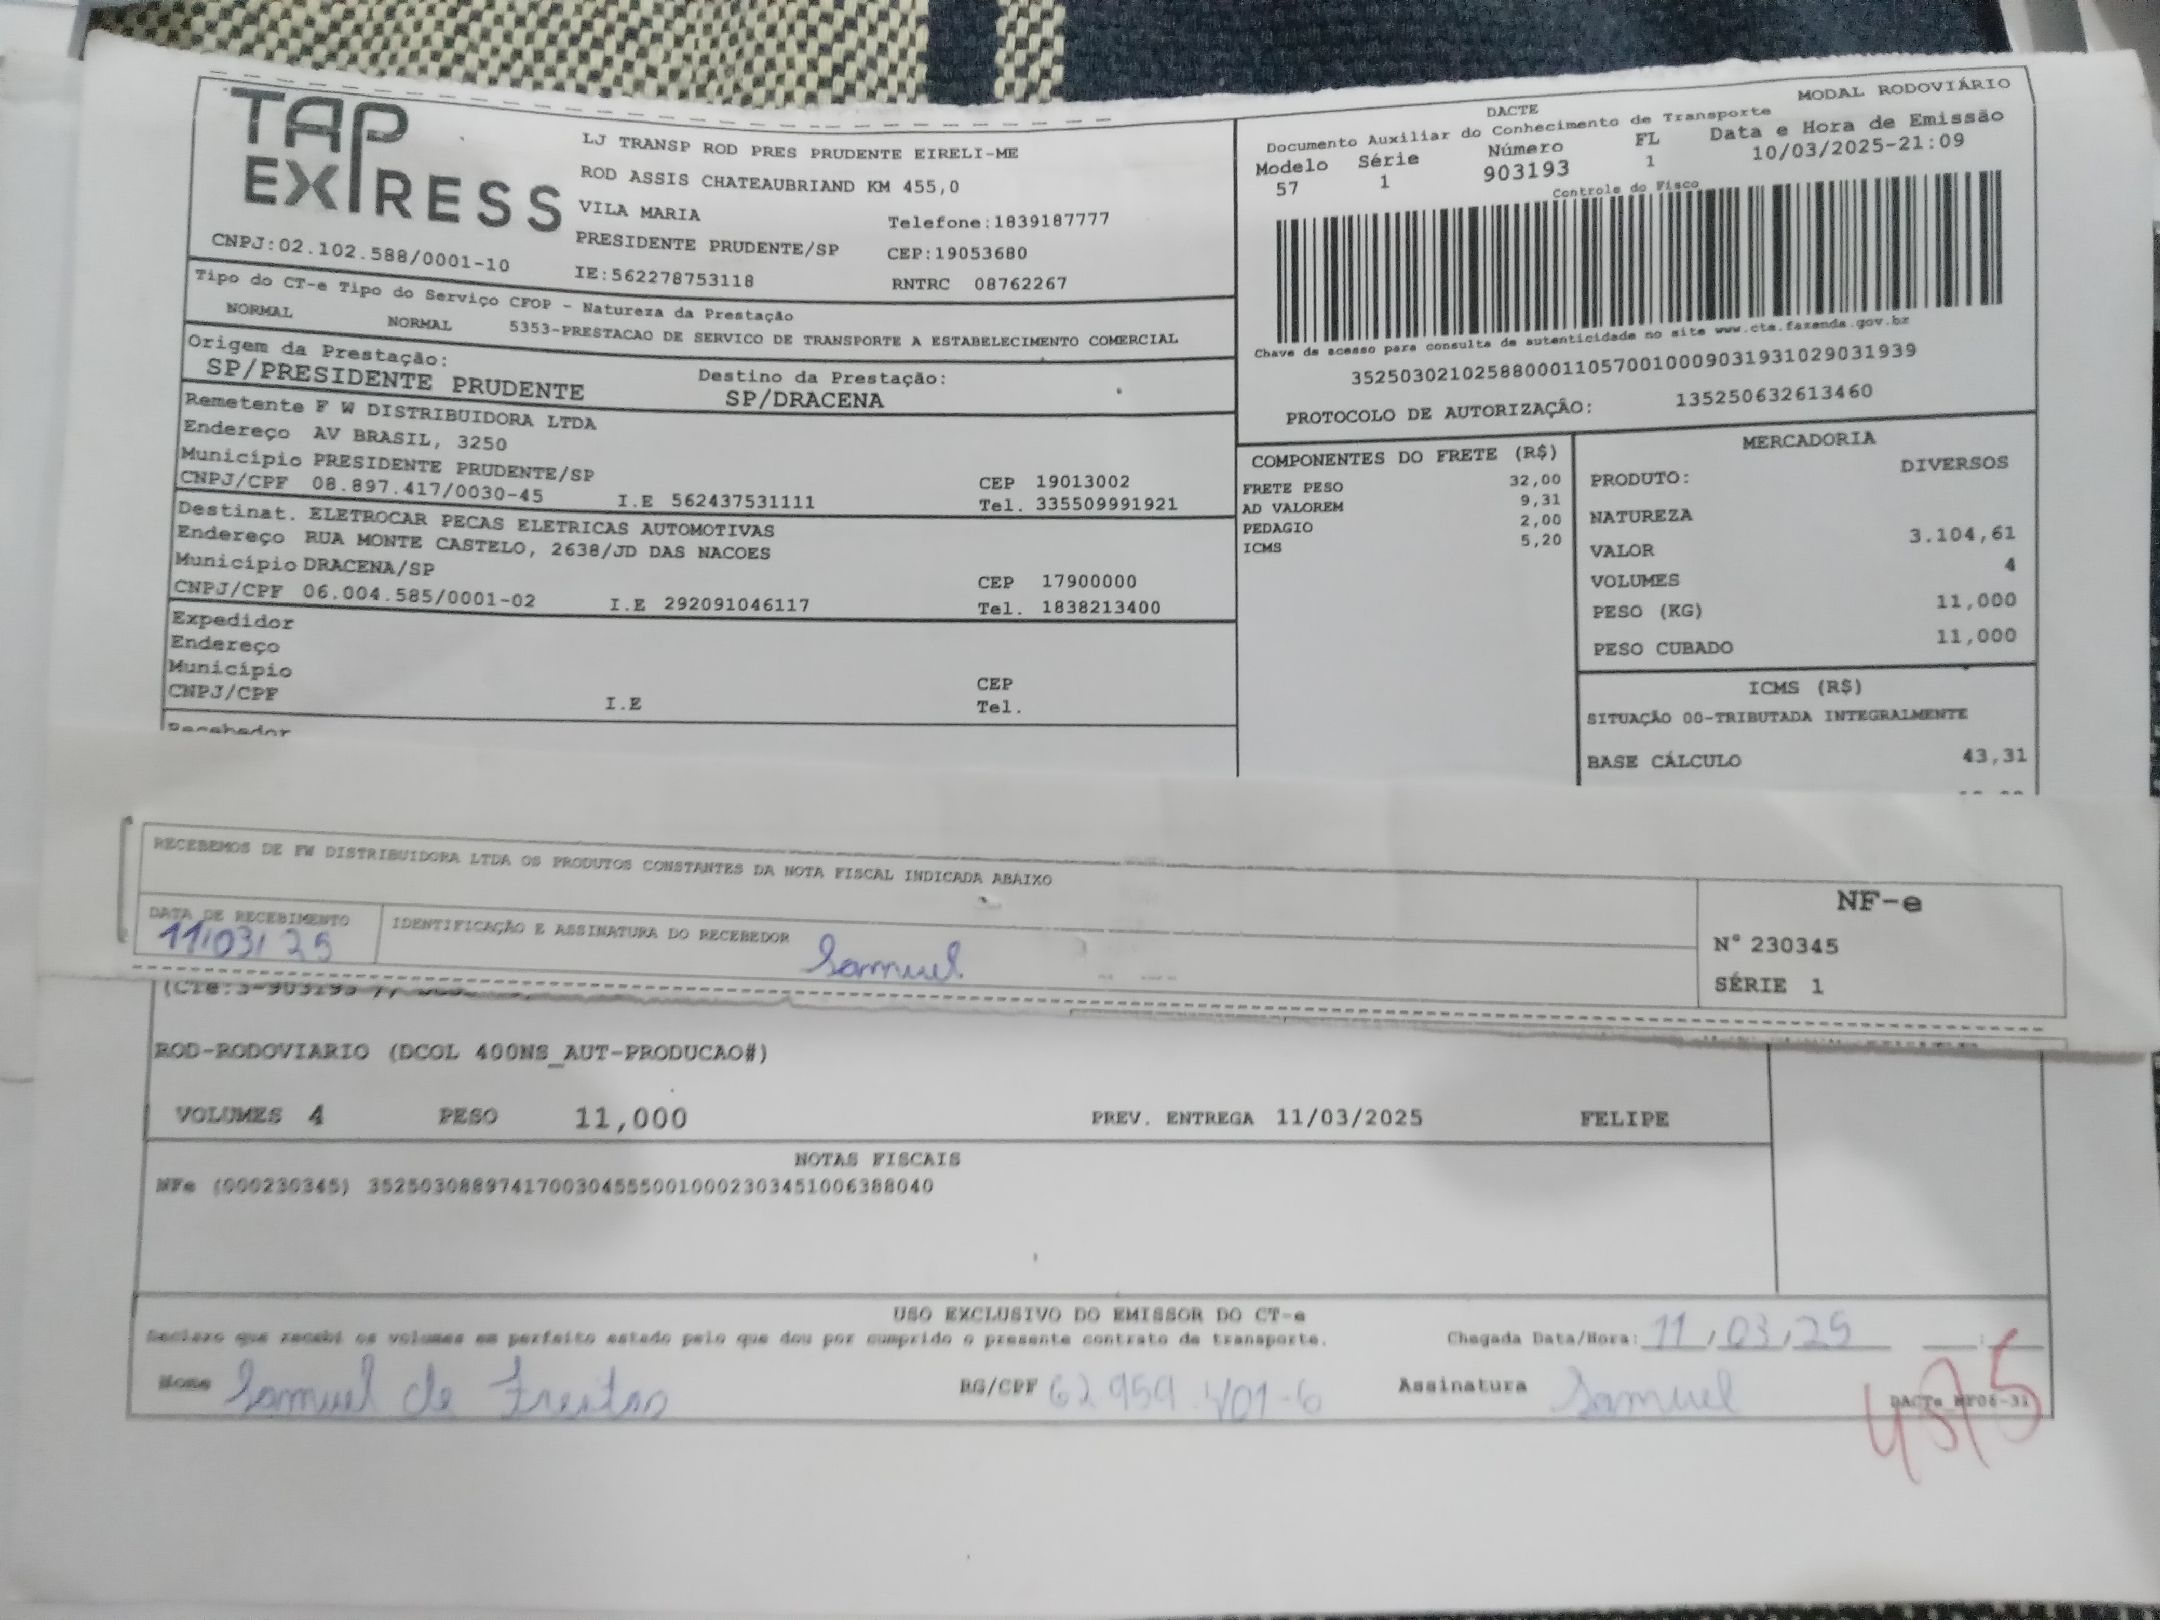 TAP EXPRESS
LJ TRANSP ROD PRES PRUDENTE EIRELI-ME
ROD ASSIS CHATEAUBRIAND KM 455,0
VILA MARIA Telefone:1839187777
PRESIDENTE PRUDENTE/SP CEP:19053680
CNPJ:02.102.588/0001-10 IE:562278753118 RNTRC 08762267
Tipo do CT-e Tipo do Serviço CFOP - Natureza da Prestação
NORMAL NORMAL 5353-PRESTACAO DE SERVICO DE TRANSPORTE A ESTABELECIMENTO COMERCIAL
Origem da Prestação: Destino da Prestação:
SP/PRESIDENTE PRUDENTE SP/DRACENA
Remetente F W DISTRIBUIDORA LTDA
Endereço AV BRASIL, 3250
Município PRESIDENTE PRUDENTE/SP CEP 19013002
CNPJ/CPF 08.897.417/0030-45 I.E 562437531111 Tel. 335509991921
Destinat. ELETROCAR PECAS ELETRICAS AUTOMOTIVAS
Endereço RUA MONTE CASTELO, 2638/JD DAS NACOES
Município DRACENA/SP CEP 17900000
CNPJ/CPF 06.004.585/0001-02 I.E 292091046117 Tel. 1838213400
Expedidor
Endereço
Município CEP
CNPJ/CPF I.E Tel.
Recebedor
MODAL RODOVIÁRIO
DACTE
Documento Auxiliar do Conhecimento de Transporte
Modelo Série Número FL Data e Hora de Emissão
57 1 903193 1 10/03/2025-21:09
Controle do Fisco
Chave de acesso para consulta de autenticidade no site www.cte.fazenda.gov.br
35250302102588000110570010009031931029031939
PROTOCOLO DE AUTORIZAÇÃO: 135250632613460
COMPONENTES DO FRETE (R$)
FRETE PESO 32,00
AD VALOREM 9,31
PEDAGIO 2,00
ICMS 5,20
MERCADORIA
PRODUTO: DIVERSOS
NATUREZA
VALOR 3.104,61
VOLUMES 4
PESO (KG) 11,000
PESO CUBADO 11,000
ICMS (R$)
SITUAÇÃO 00-TRIBUTADA INTEGRALMENTE
BASE CÁLCULO 43,31
RECEBEMOS DE FW DISTRIBUIDORA LTDA OS PRODUTOS CONSTANTES DA NOTA FISCAL INDICADA ABAIXO
DATA DE RECEBIMENTO IDENTIFICAÇÃO E ASSINATURA DO RECEBEDOR
11/03/25 Samuel
NF-e
N° 230345
SÉRIE 1
ROD-RODOVIARIO (DCOL 400NS_AUT-PRODUCAO#)
VOLUMES 4 PESO 11,000 PREV. ENTREGA 11/03/2025 FELIPE
NOTAS FISCAIS
NFe (000230345) 35250308897417003045550010002303451006388040
USO EXCLUSIVO DO EMISSOR DO CT-e
Declaro que recebi os volumes em perfeito estado pelo que dou por cumprido o presente contrato de transporte. Chegada Data/Hora: 11/03/25
Nome Samuel de Freitas RG/CPF 62.959.401-6 Assinatura Samuel
DACTe MF06-31